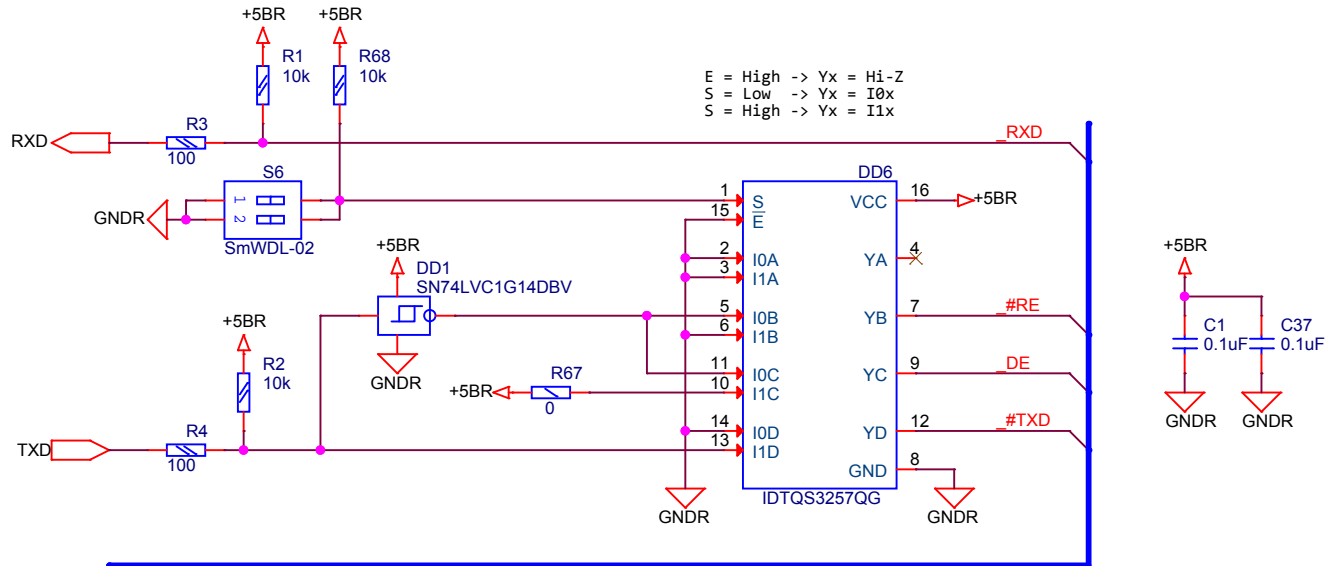 +5BR
+5BR
R1
10k
R68
10k
E = High -> Yx = Hi-Z
S = Low -> Yx = I0x
S = High -> Yx = I1x
RXD
R3
100
_RXD
S6
1
2
GNDR
SmWDL-02
DD6
1
S
16
VCC
+5BR
15
E
2
I0A
4
YA
3
I1A
+5BR
DD1
SN74LVC1G14DBV
GNDR
5
I0B
7
YB
_#RE
6
I1B
+5BR
R2
10k
11
I0C
9
YC
_DE
+5BR
R67
0
10
I1C
14
I0D
12
YD
_#TXD
TXD
R4
100
13
I1D
8
GND
IDTQS3257QG
GNDR
GNDR
+5BR
C1
0.1uF
C37
0.1uF
GNDR
GNDR